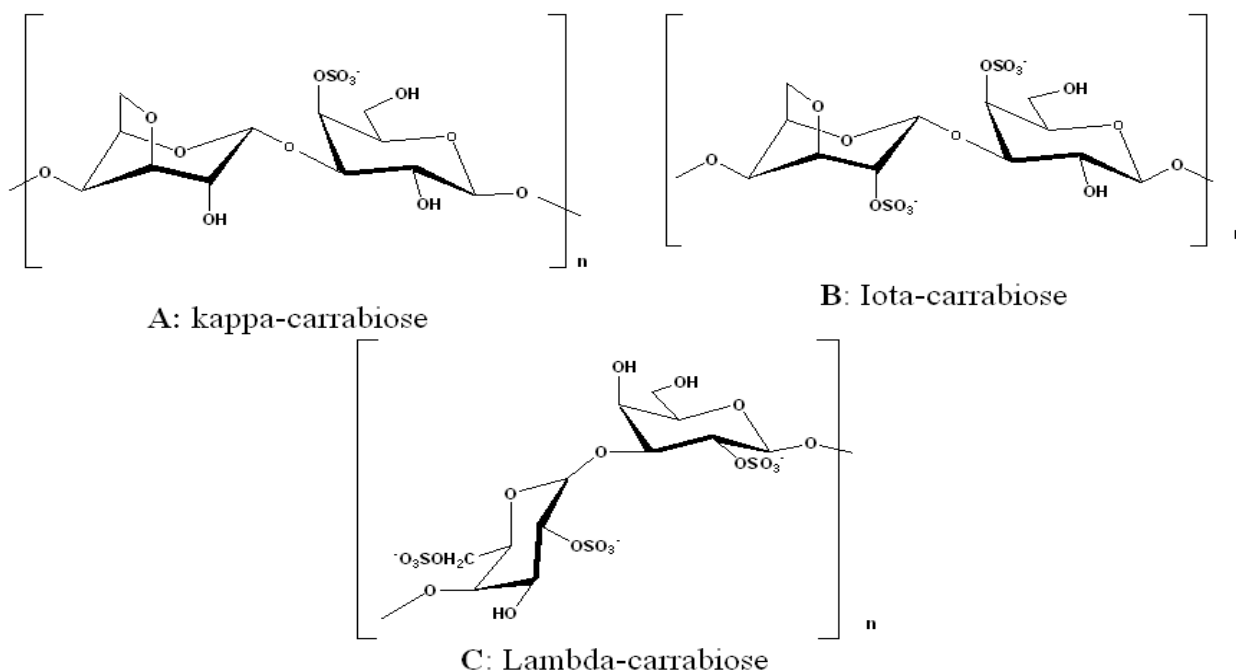 OSO3-
OH
O
O
O
O
O
O
OH
OH
n
A: kappa-carrabiose
OSO3-
OH
O
O
O
O
O
O
OSO3-
OH
n
B: Iota-carrabiose
OH
OH
O
O
O
OSO3-
O
-O3SOH2C
OSO3-
O
HO
n
C: Lambda-carrabiose